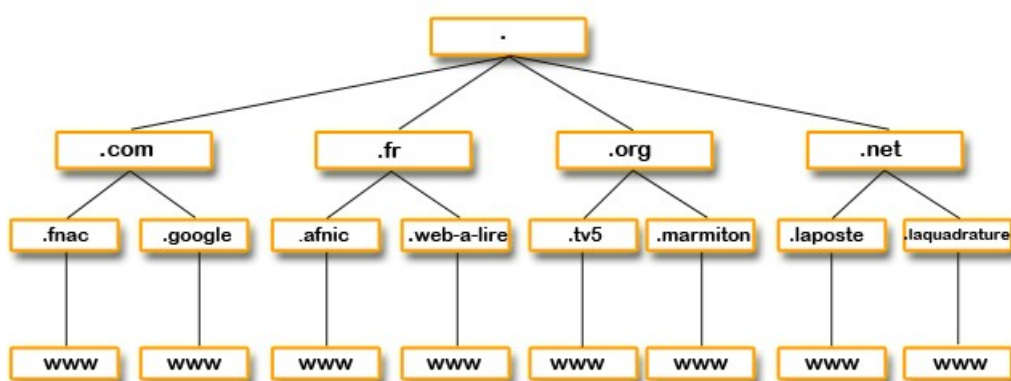 .
.com .fr .org .net
.fnac .google .afnic .web-a-lire .tv5 .marmiton .laposte .laquadrature
www www www www www www www www